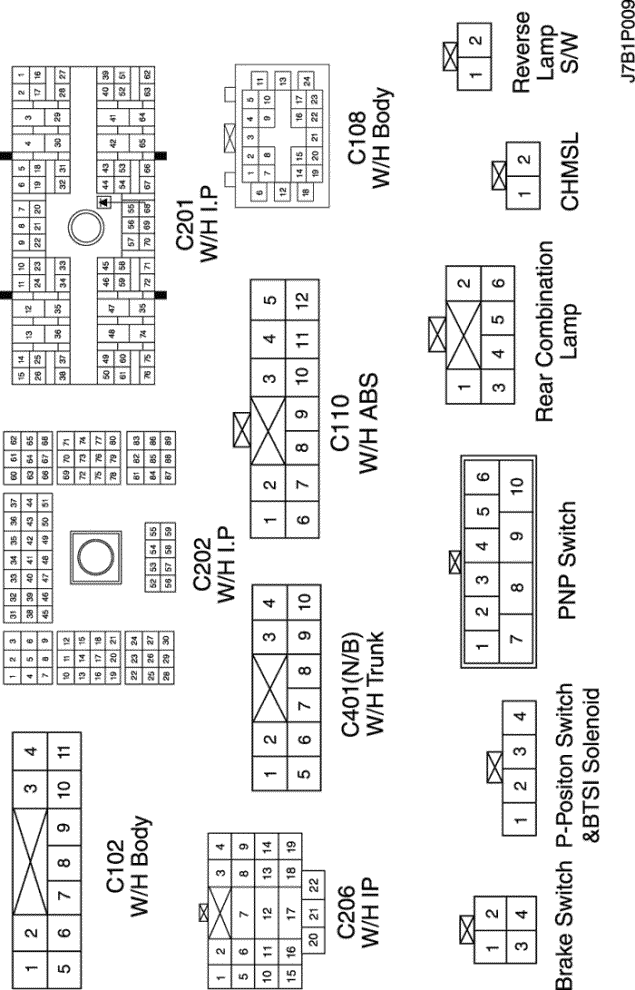 1 2 3 4
5 6 7 8 9 10 11
C102
W/H Body
1 2 3
4 5 6
7 8 9
10 11 12
13 14 15
16 17 18
19 20 21
22 23 24
25 26 27
28 29 30
31 32 33 34 35 36 37
38 39 40 41 42 43 44
45 46 47 48 49 50 51
52 53 54 55
56 57 58 59
60 61 62
63 64 65
66 67 68
69 70 71
72 73 74
75 76 77
78 79 80
81 82 83
84 85 86
87 88 89
C202
W/H I.P
15 14 13 12 11 10 9 8 7 6 5 4 3 2 1
26 25 24 23 22 21 20 19 18 17 16
38 37 36 35 34 33 32 31 30 29 28 27
50 49 48 47 46 45 44 43 42 41 40 39
61 60 59 58 57 56 55 54 53 52 51
76 75 74 35 72 71 70 69 68 67 66 65 64 63 62
C201
W/H I.P
1 2 3 4
5 6 7 8 9
10 11 12 13 14
15 16 17 18 19
20 21 22
C206
W/H IP
1 2 3 4
5 6 7 8 9 10
C401(N/B)
W/H Trunk
1 2 3 4 5
6 7 8 9 10 11 12
C110
W/H ABS
1 2 3 4 5
6 7 8 9 10 11
12 13
14 15 16 17
18 19 20 21 22 23 24
C108
W/H Body
1 2
3 4
Brake Switch
1 2 3 4
P-Positon Switch
&BTSI Solenoid
1 2 3 4 5 6
7 8 9 10
PNP Switch
1 2
3 4 5 6
Rear Combination
Lamp
1 2
CHMSL
1 2
Reverse
Lamp
S/W
J7B1P009